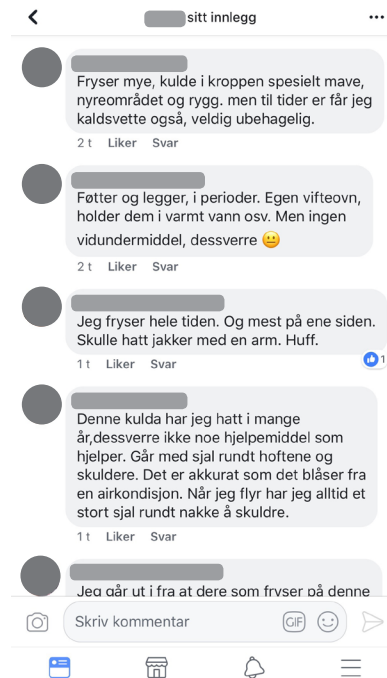 sitt innlegg
Fryser mye, kulde i kroppen spesielt mave,
nyreområdet og rygg. men til tider er får jeg
kaldsvette også, veldig ubehagelig.
2 t Liker Svar
Føtter og legger, i perioder. Egen vifteovn,
holder dem i varmt vann osv. Men ingen
vidundermiddel, dessverre 😐
2 t Liker Svar
Jeg fryser hele tiden. Og mest på ene siden.
Skulle hatt jakker med en arm. Huff.
1 t Liker Svar
1
Denne kulda har jeg hatt i mange
år,dessverre ikke noe hjelpemiddel som
hjelper. Går med sjal rundt hoftene og
skuldere. Det er akkurat som det blåser fra
en airkondisjon. Når jeg flyr har jeg alltid et
stort sjal rundt nakke å skuldre.
1 t Liker Svar
Jeg går ut i fra at dere som fryser på denne
Skriv kommentar
GIF